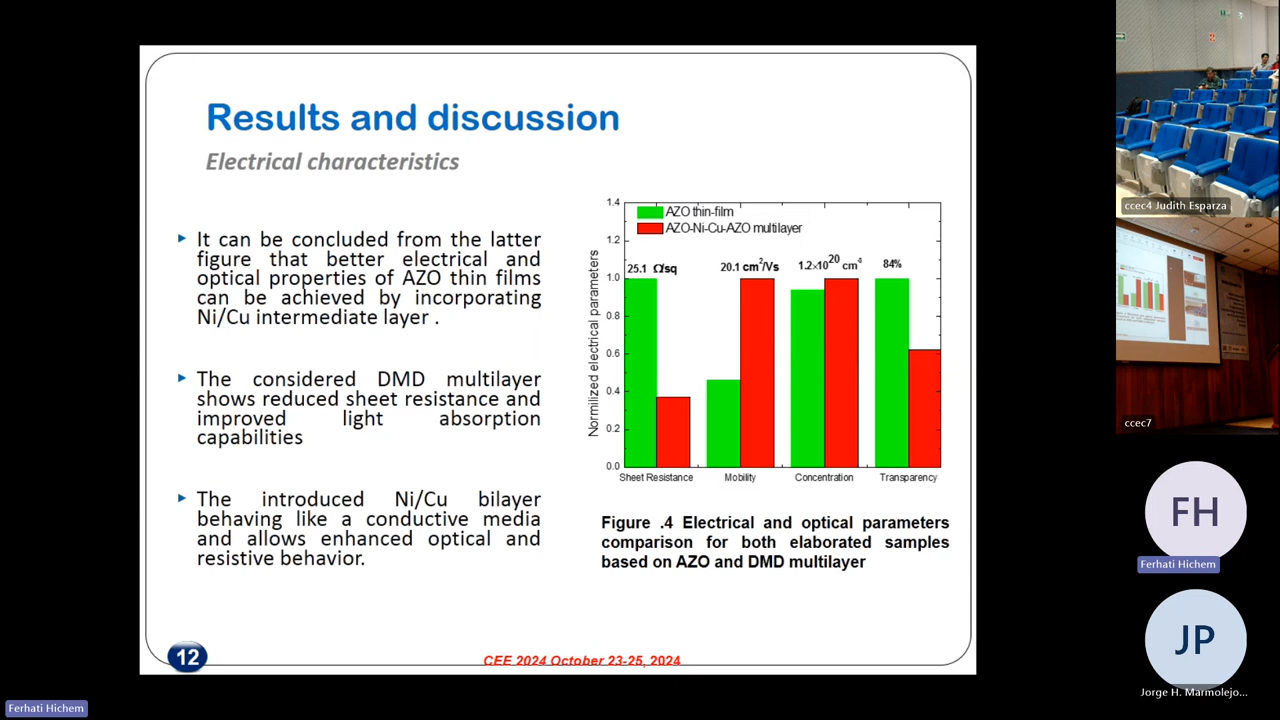 Results and discussion
Electrical characteristics
It can be concluded from the latter
figure that better electrical and
optical properties of AZO thin films
can be achieved by incorporating
Ni/Cu intermediate layer .
The considered DMD multilayer
shows reduced sheet resistance and
improved light absorption
capabilities
The introduced Ni/Cu bilayer
behaving like a conductive media
and allows enhanced optical and
resistive behavior.
AZO thin-film
AZO-Ni-Cu-AZO multilayer
25.1 Ω/sq
20.1 cm²/Vs
1.2×10²⁰
84%
Normilized electrical parameters
1.4
1.2
1.0
0.8
0.6
0.4
0.2
0.0
Sheet Resistance Mobility Concentration Transparency
Figure .4 Electrical and optical parameters
comparison for both elaborated samples
based on AZO and DMD multilayer
12
CEE 2024 October 23-25, 2024
Ferhati Hichem
ccec4 Judith Esparza
ccec7
FH
Ferhati Hichem
JP
Jorge H. Marmolejo...